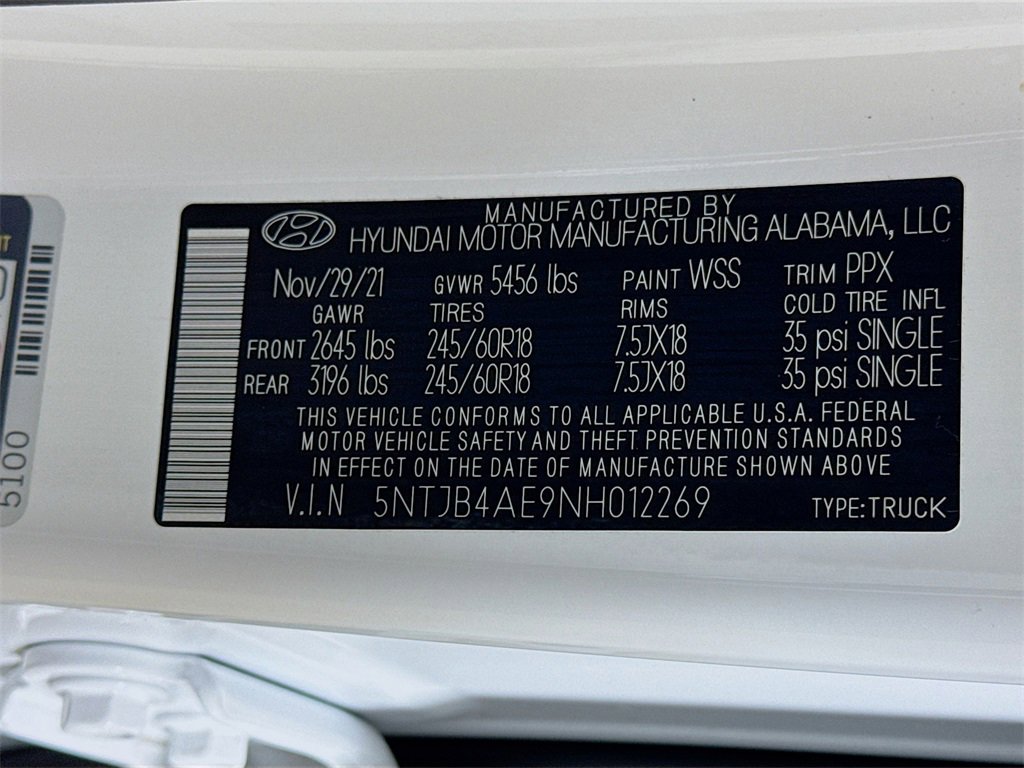 MANUFACTURED BY
HYUNDAI MOTOR MANUFACTURING ALABAMA, LLC
Nov/29/21 GVWR 5456 lbs PAINT WSS TRIM PPX
GAWR TIRES RIMS COLD TIRE INFL
FRONT 2645 lbs 245/60R18 7.5JX18 35 psi SINGLE
REAR 3196 lbs 245/60R18 7.5JX18 35 psi SINGLE
THIS VEHICLE CONFORMS TO ALL APPLICABLE U.S.A. FEDERAL
MOTOR VEHICLE SAFETY AND THEFT PREVENTION STANDARDS
IN EFFECT ON THE DATE OF MANUFACTURE SHOWN ABOVE
V.I.N 5NTJB4AE9NH012269 TYPE:TRUCK
5100